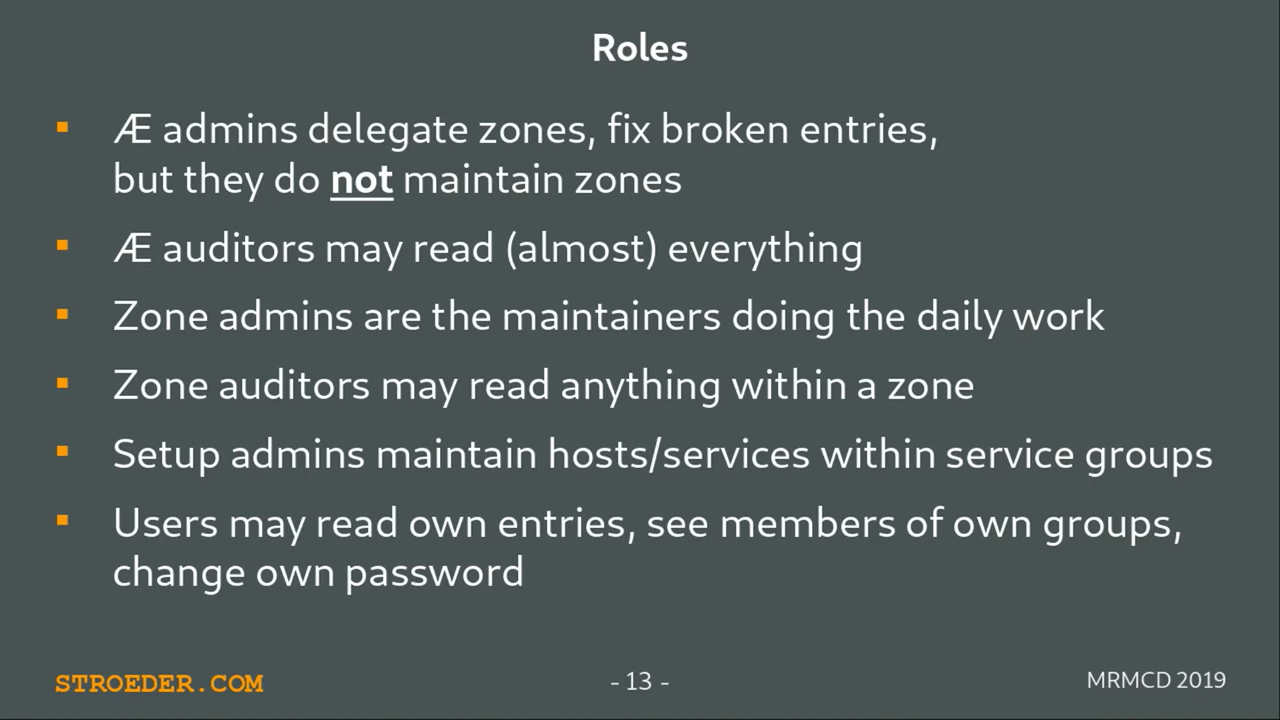 Roles
Æ admins delegate zones, fix broken entries,
but they do not maintain zones
Æ auditors may read (almost) everything
Zone admins are the maintainers doing the daily work
Zone auditors may read anything within a zone
Setup admins maintain hosts/services within service groups
Users may read own entries, see members of own groups,
change own password
STROEDER.COM
- 13 -
MRMCD 2019